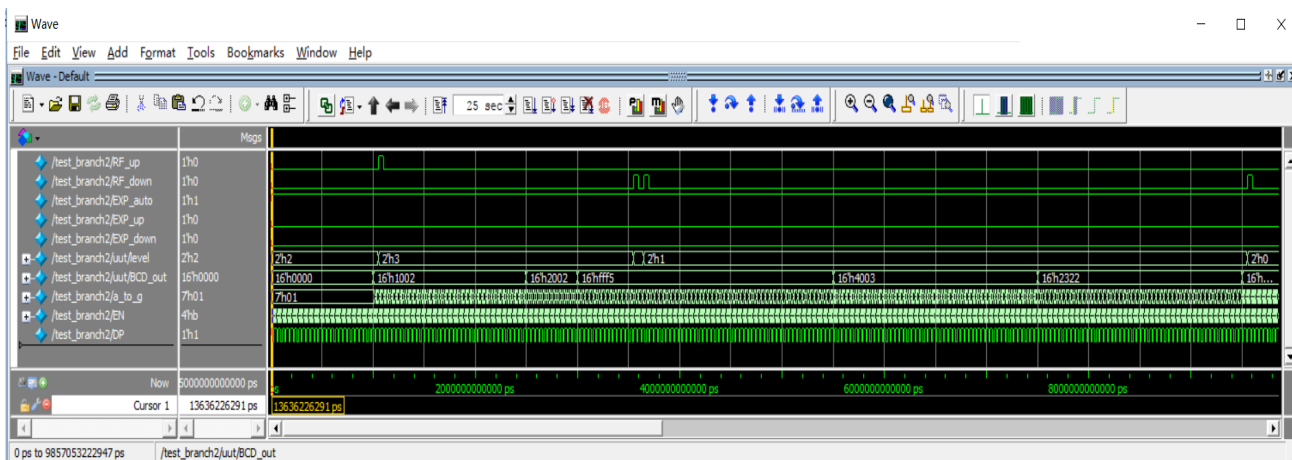 Wave
File Edit View Add Format Tools Bookmarks Window Help
Wave - Default
25 sec
Msgs
/test_branch2/RF_up 1'h0
/test_branch2/RF_down 1'h0
/test_branch2/EXP_auto 1'h1
/test_branch2/EXP_up 1'h0
/test_branch2/EXP_down 1'h0
/test_branch2/uut/level 2'h2 2'h2 2'h3 2'h1 2'h0
/test_branch2/uut/BCD_out 16'h0000 16'h0000 16'h1002 16'h2002 16'hfff5 16'h4003 16'h2322 16'h...
/test_branch2/a_to_g 7'h01 7'h01
/test_branch2/EN 4'hb
/test_branch2/DP 1'h1
Now 5000000000000 ps s 2000000000000 ps 4000000000000 ps 6000000000000 ps 8000000000000 ps
Cursor 1 13636226291 ps 13636226291 ps
0 ps to 9857053222947 ps /test_branch2/uut/BCD_out